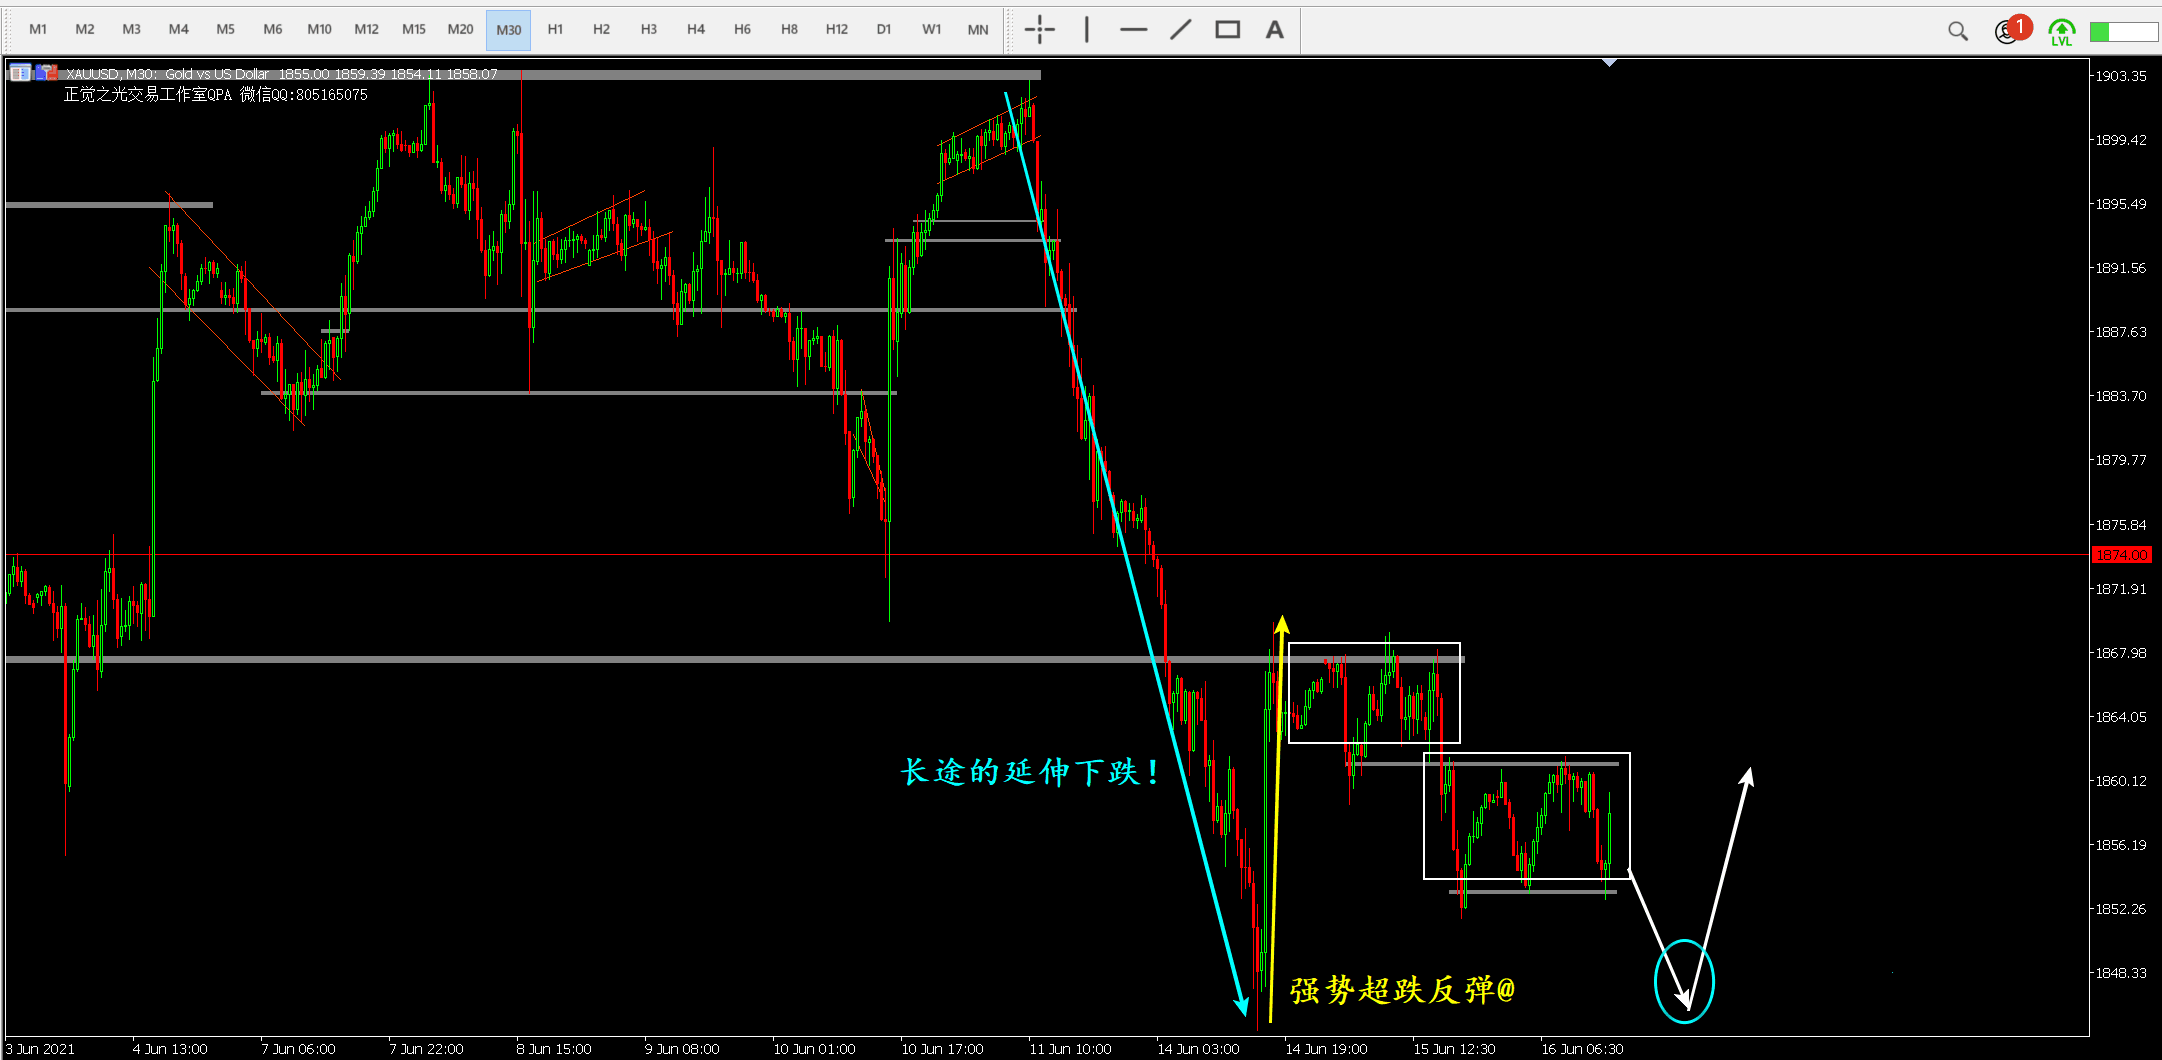 M1 M2 M3 M4 M5 M6 M10 M12 M15 M20 M30 H1 H2 H3 H4 H6 H8 H12 D1 W1 MN A 1 LVL
XAUUSD, M30: Gold vs US Dollar 1855.00 1859.39 1854.11 1858.07
正觉之光交易工作室QPA 微信QQ:805165075
1903.35
1899.42
1895.49
1891.56
1887.63
1883.70
1879.77
1875.84
1874.00
1871.91
1867.98
1864.05
1860.12
1856.19
1852.26
1848.33
长途的延伸下跌!
强势超跌反弹@
3 Jun 2021 4 Jun 13:00 7 Jun 06:00 7 Jun 22:00 8 Jun 15:00 9 Jun 08:00 10 Jun 01:00 10 Jun 17:00 11 Jun 10:00 14 Jun 03:00 14 Jun 19:00 15 Jun 12:30 16 Jun 06:30